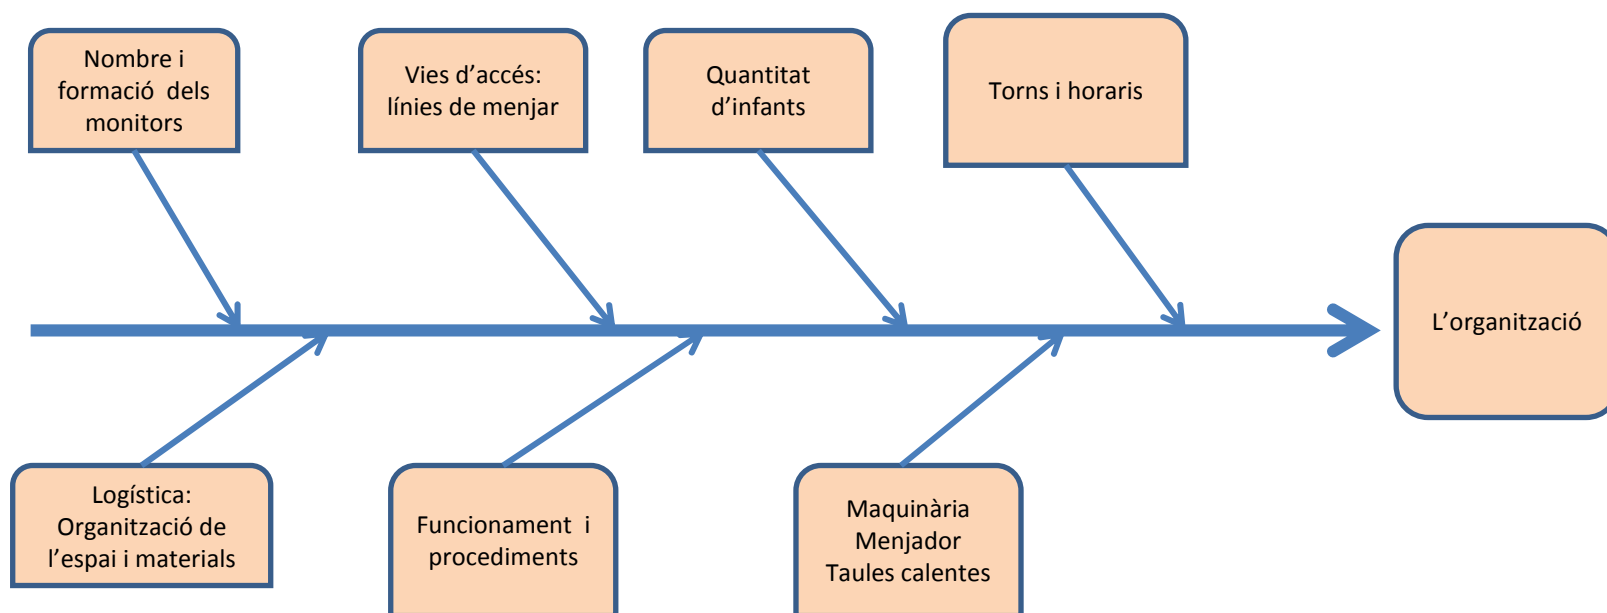 Nombre i
formació dels
monitors
Vies d'accés:
línies de menjar
Quantitat
d'infants
Torns i horaris
L'organització
Logística:
Organització de
l'espai i materials
Funcionament i
procediments
Maquinària
Menjador
Taules calentes